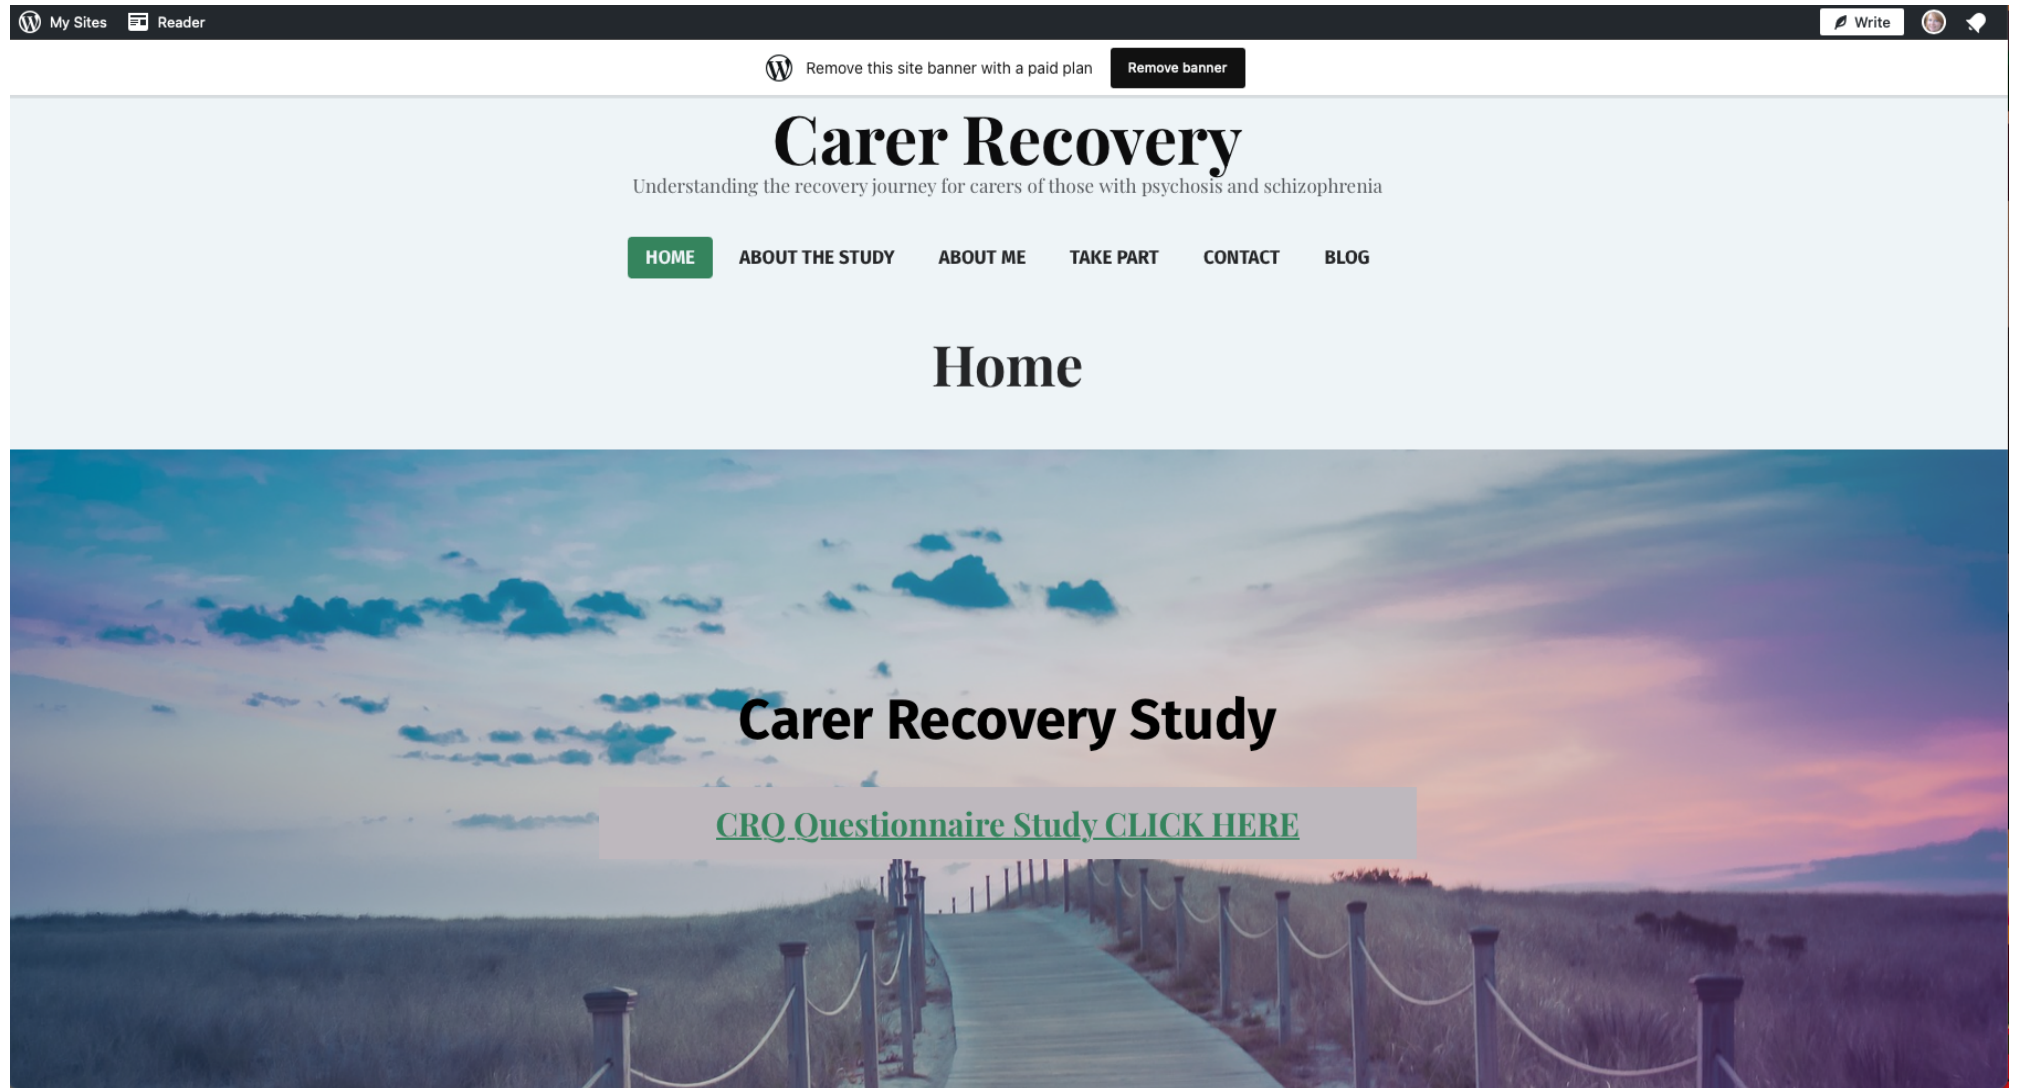 My Sites Reader Write
Remove this site banner with a paid plan Remove banner
Carer Recovery
Understanding the recovery journey for carers of those with psychosis and schizophrenia
HOME ABOUT THE STUDY ABOUT ME TAKE PART CONTACT BLOG
Home
Carer Recovery Study
CRQ Questionnaire Study CLICK HERE